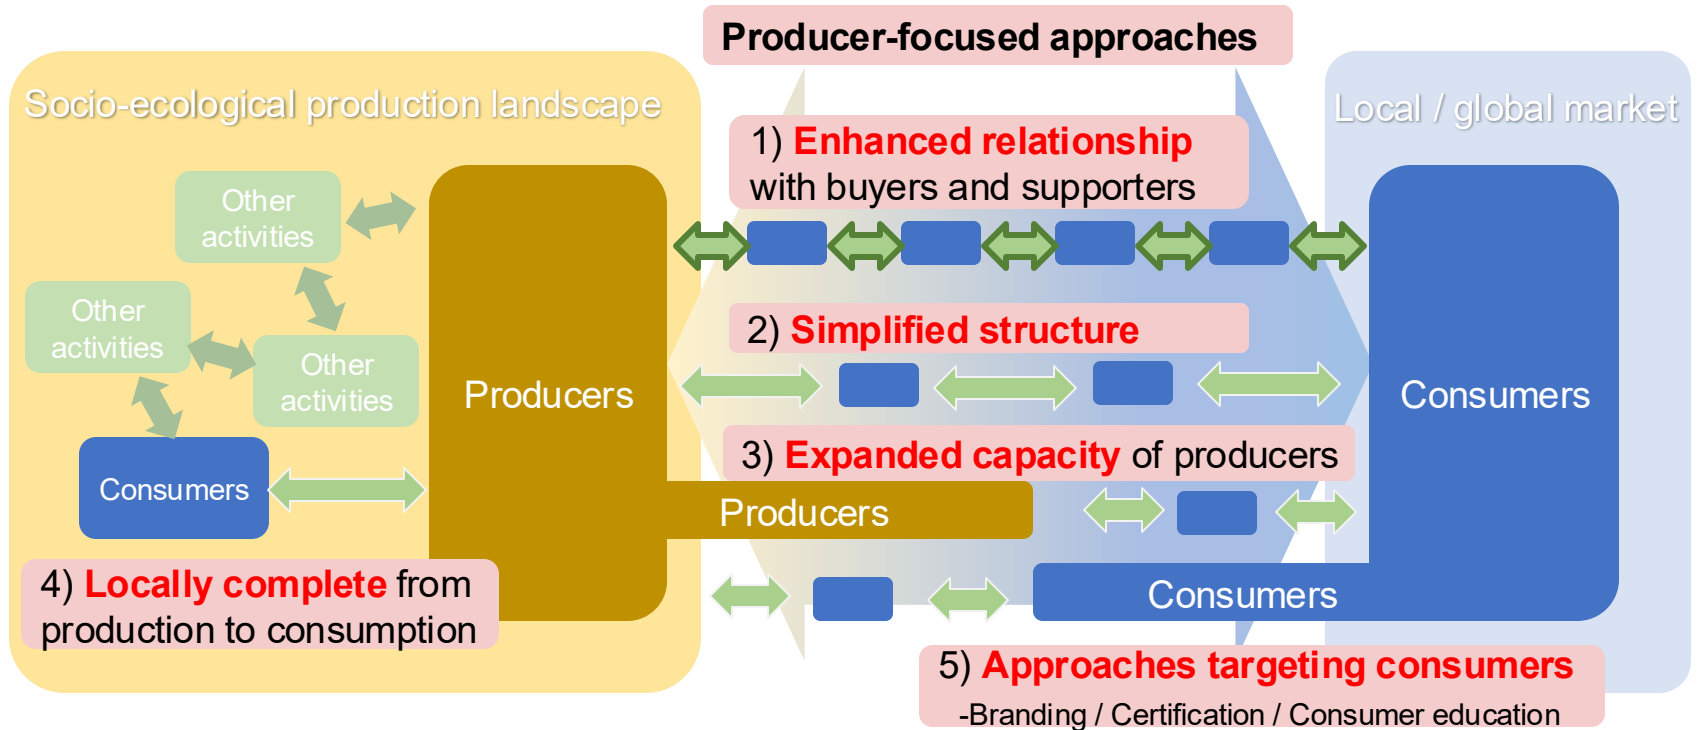 Producer-focused approaches
Socio-ecological production landscape
Local / global market
1) Enhanced relationship
with buyers and supporters
Other
activities
Other
activities
Other
activities
2) Simplified structure
Producers
Consumers
3) Expanded capacity of producers
Consumers
Producers
4) Locally complete from
production to consumption
Consumers
5) Approaches targeting consumers
-Branding / Certification / Consumer education